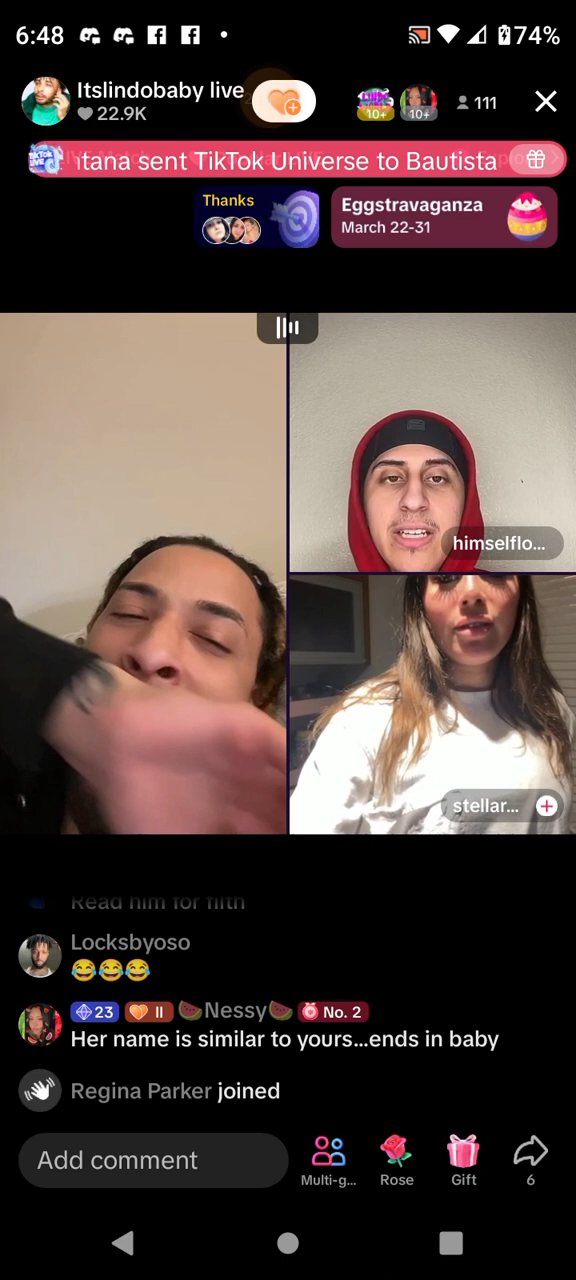 6:48
74%
Itslindobaby live
22.9K
10+
10+
111
itana sent TikTok Universe to Bautista
Thanks
Eggstravaganza
March 22-31
himselflo...
stellar...
Read him for filth
Locksbyoso
😂😂😂
23
II
🍉Nessy🍉
No. 2
Her name is similar to yours...ends in baby
Regina Parker joined
Add comment
Multi-g...
Rose
Gift
6